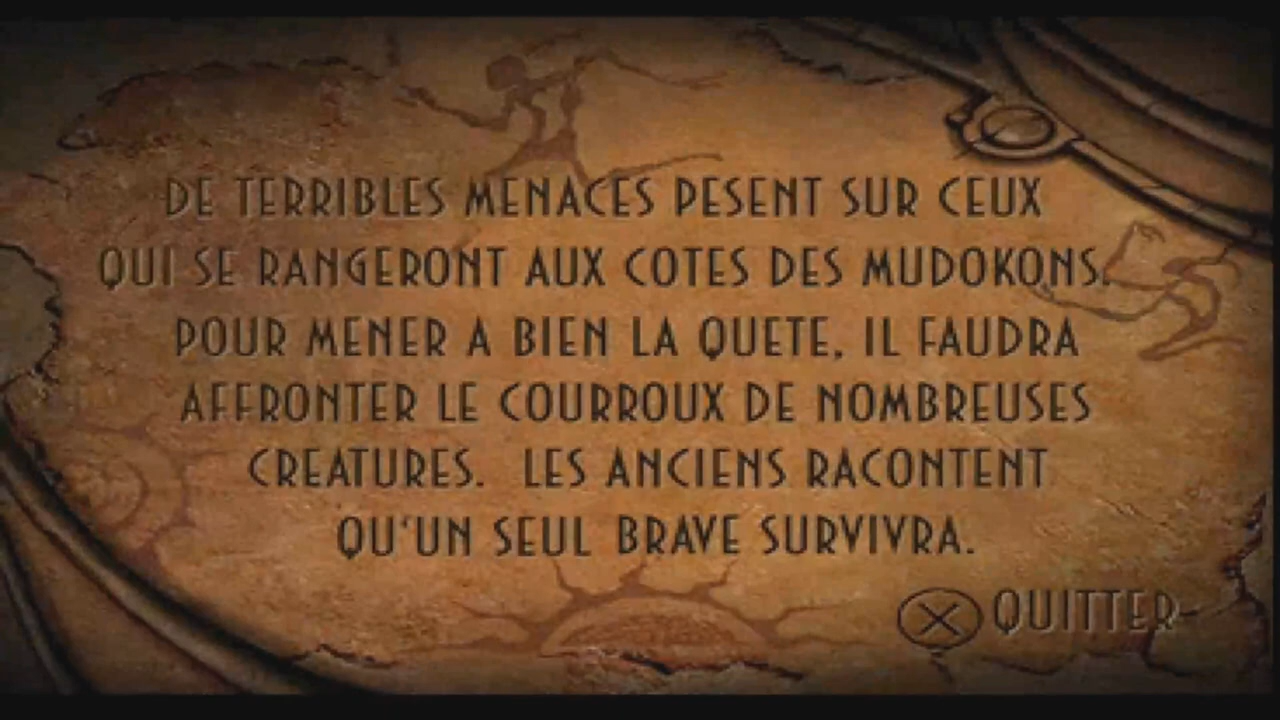 DE TERRIBLES MENACES PESENT SUR CEUX
QUI SE RANGERONT AUX COTES DES MUDOKONS.
POUR MENER A BIEN LA QUETE, IL FAUDRA
AFFRONTER LE COURROUX DE NOMBREUSES
CREATURES. LES ANCIENS RACONTENT
QU'UN SEUL BRAVE SURVIVRA.
QUITTER